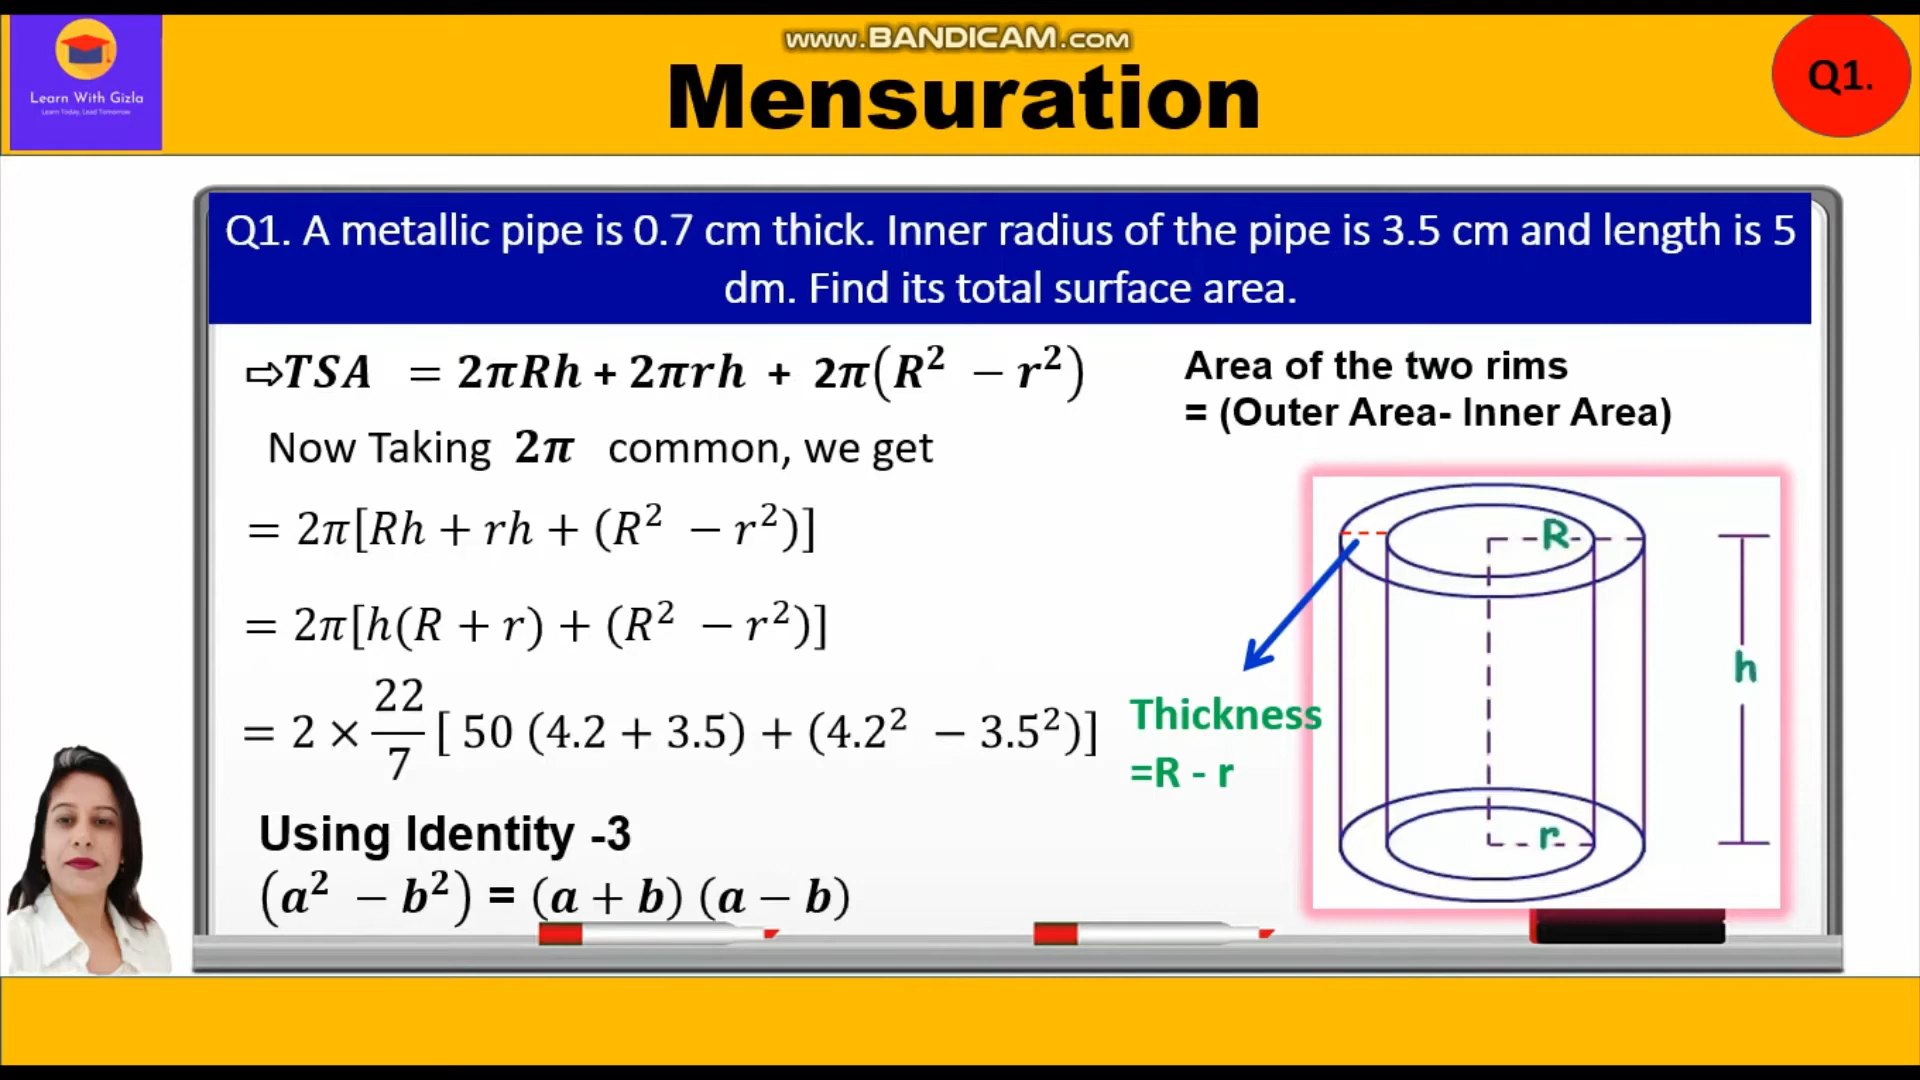 www.BANDICAM.com
Learn With Gizla
Learn Today, Lead Tomorrow
Mensuration
Q1.
Q1. A metallic pipe is 0.7 cm thick. Inner radius of the pipe is 3.5 cm and length is 5
dm. Find its total surface area.
⇨TSA = 2πRh + 2πrh + 2π(R² − r²)
Now Taking 2π common, we get
= 2π[Rh + rh + (R² − r²)]
= 2π[h(R + r) + (R² − r²)]
= 2 × 22/7 [ 50 (4.2 + 3.5) + (4.2² − 3.5²)]
Using Identity -3
(a² − b²) = (a + b) (a − b)
Area of the two rims
= (Outer Area- Inner Area)
R
h
r
Thickness
=R - r